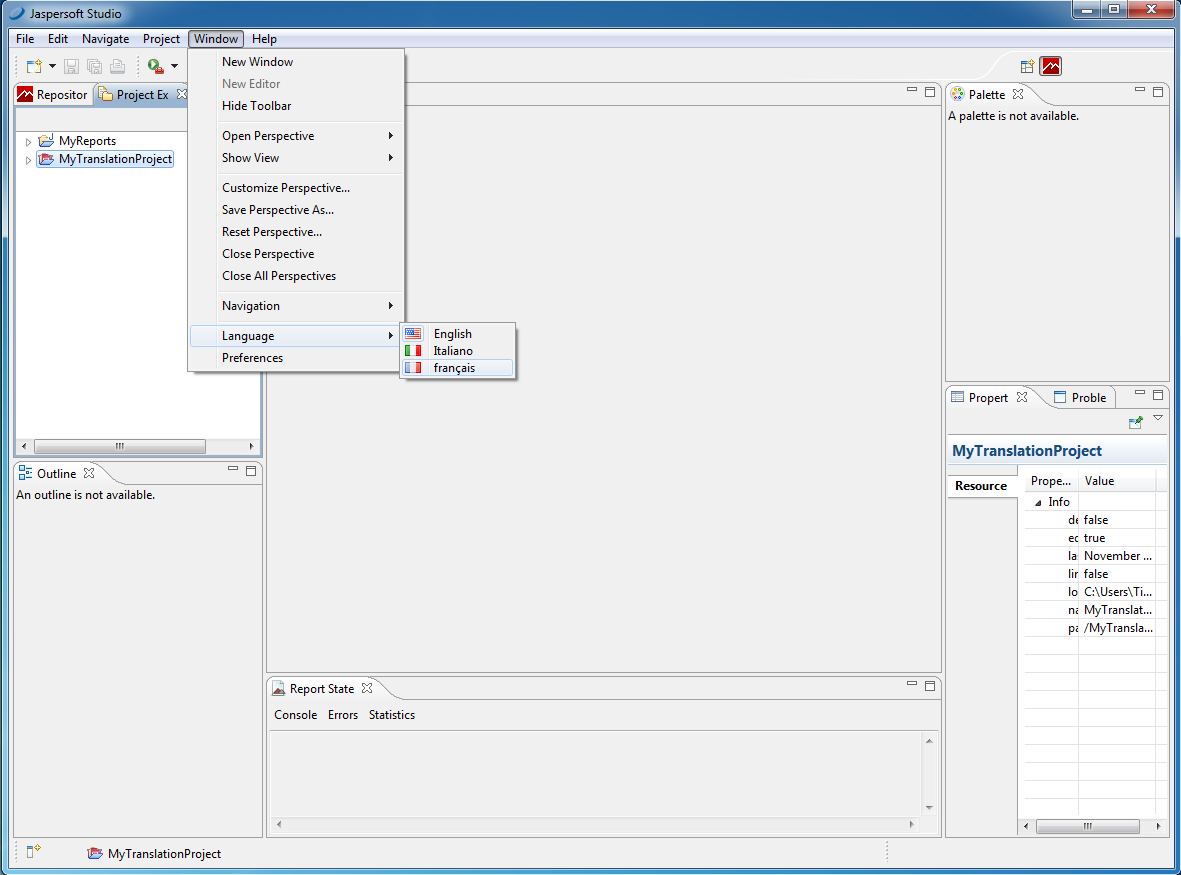 Jaspersoft Studio
File Edit Navigate Project Window Help
New Window
New Editor
Hide Toolbar
Open Perspective
Show View
Customize Perspective...
Save Perspective As...
Reset Perspective...
Close Perspective
Close All Perspectives
Navigation
Language
Preferences
English
Italiano
français
Repositor Project Ex
MyReports
MyTranslationProject
Outline
An outline is not available.
Report State
Console Errors Statistics
Palette
A palette is not available.
Propert Proble
MyTranslationProject
Resource
Prope... Value
Info
de false
ed true
la November ...
lir false
lo C:\Users\Ti...
na MyTranslat...
pa /MyTransla...
MyTranslationProject